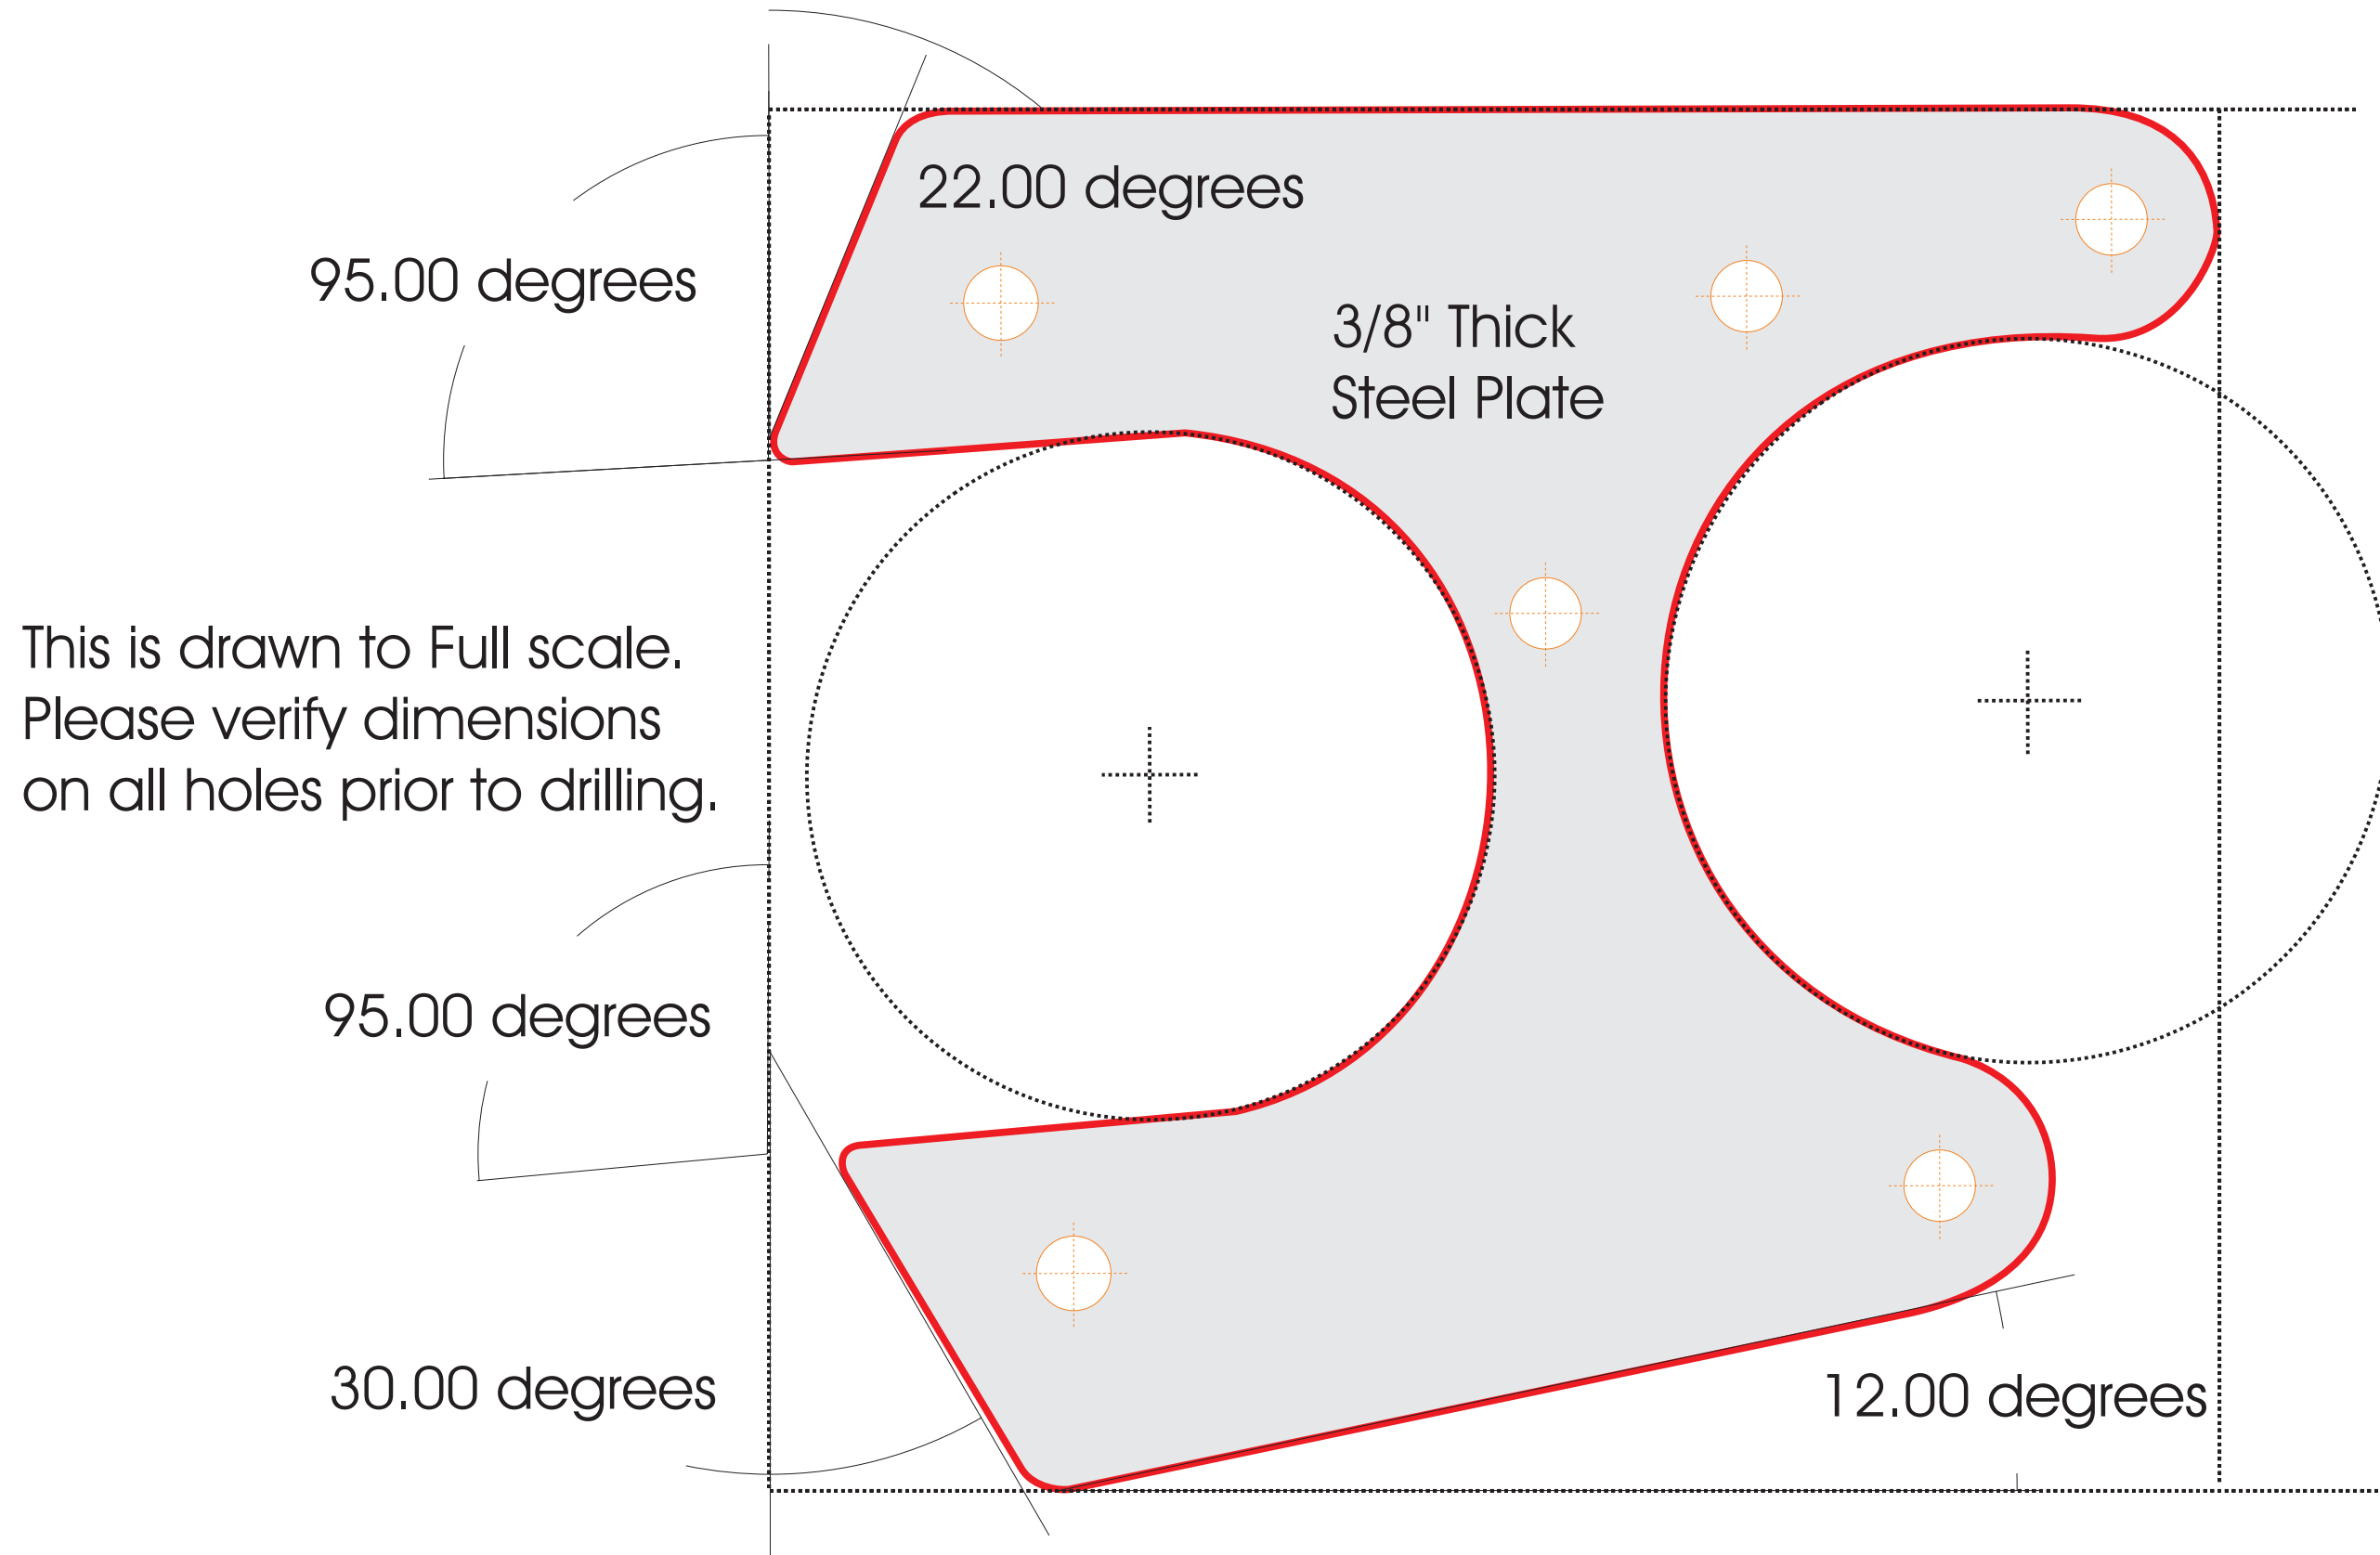 22.00 degrees
95.00 degrees
3/8" Thick
Steel Plate
This is drawn to Full scale.
Please verify dimensions
on all holes prior to drilling.
95.00 degrees
30.00 degrees
12.00 degrees